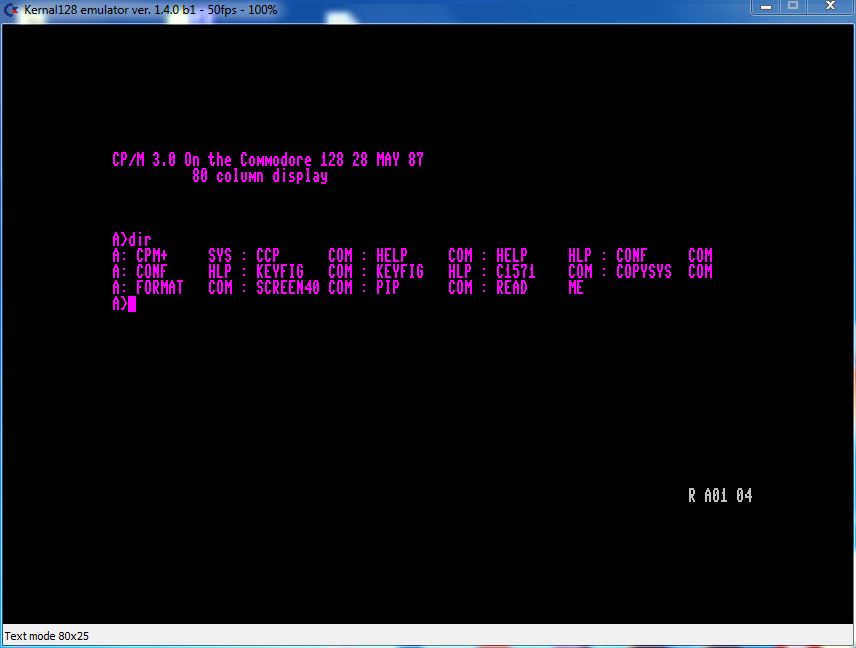 Kernal128 emulator ver. 1.4.0 b1 - 50fps - 100%
CP/M 3.0 On the Commodore 128 28 MAY 87
80 column display
A>dir
A: CPM+     SYS : CCP      COM : HELP     COM : HELP     HLP : CONF     COM
A: CONF     HLP : KEYFIG   COM : KEYFIG   HLP : C1571    COM : COPYSYS  COM
A: FORMAT   COM : SCREEN40 COM : PIP      COM : READ     ME
A>
R A01 04
Text mode 80x25